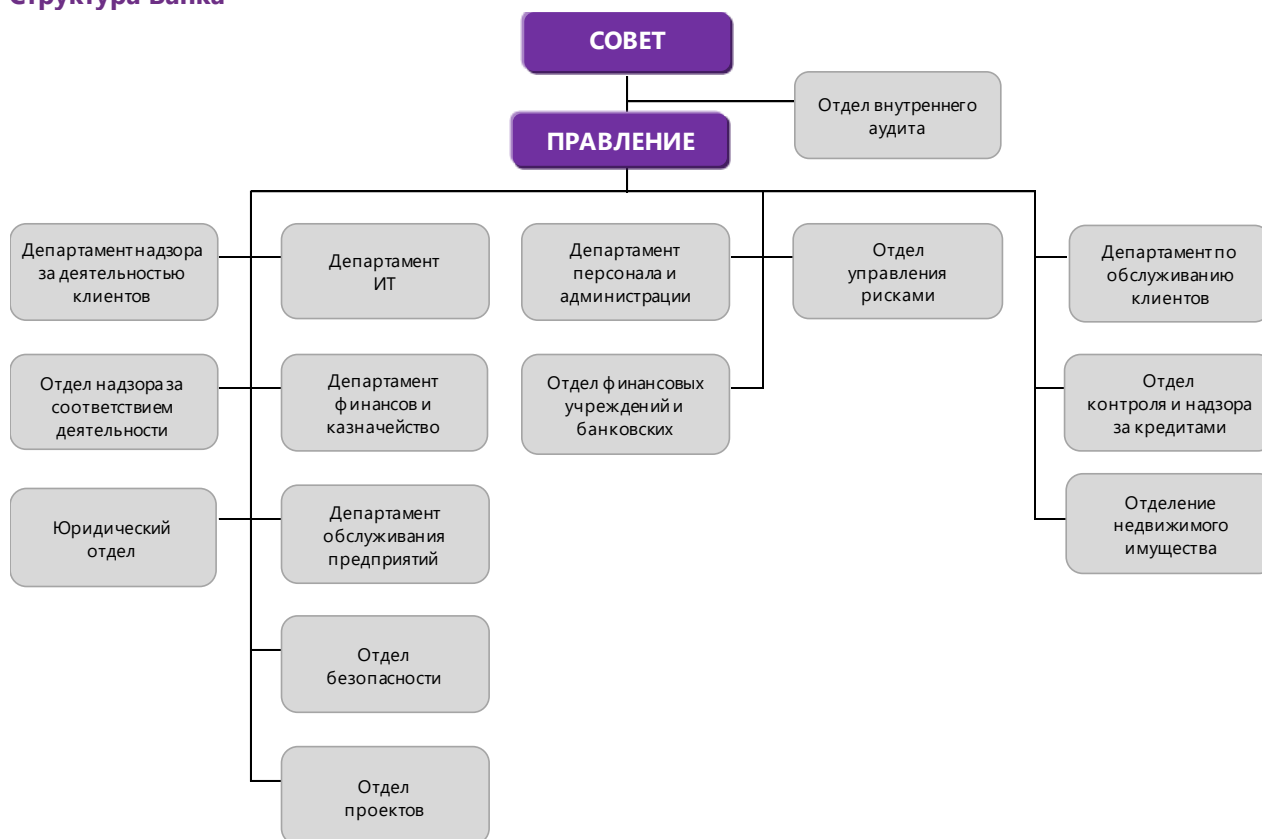 Структура Банка
СОВЕТ
Отдел внутреннего
аудита
ПРАВЛЕНИЕ
Департамент надзора
за деятельностью
клиентов
Департамент
ИТ
Департамент
персонала и
администрации
Отдел
управления
рисками
Департамент по
обслуживанию
клиентов
Отдел надзора за
соответствием
деятельности
Департамент
финансов и
казначейство
Отдел финансовых
учреждений и
банковских
Отдел
контроля и надзора
за кредитами
Юридический
отдел
Департамент
обслуживания
предприятий
Отделение
недвижимого
имущества
Отдел
безопасности
Отдел
проектов